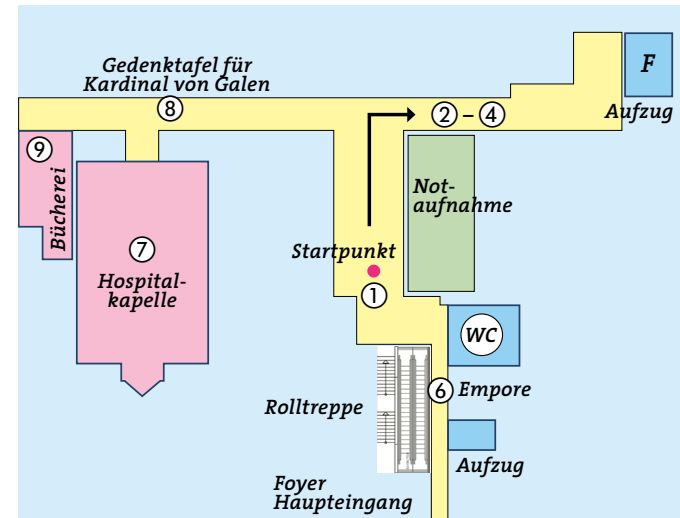 Gedenktafel für
Kardinal von Galen
8
2 – 4
F
Aufzug
9
Bücherei
Not-
aufnahme
7
Hospital-
kapelle
Startpunkt
1
WC
Rolltreppe
6 Empore
Aufzug
Foyer
Haupteingang